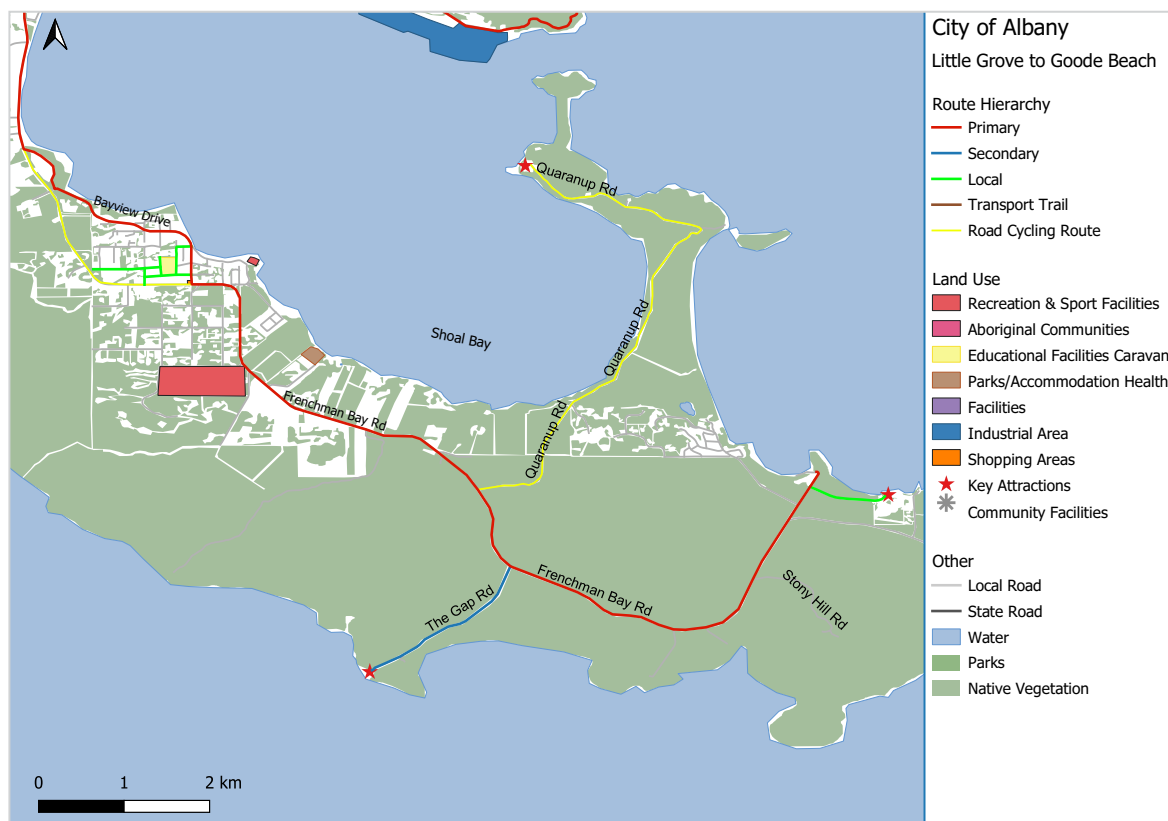 City of Albany
Little Grove to Goode Beach
Route Hierarchy
Primary
Secondary
Local
Transport Trail
Road Cycling Route
Land Use
Recreation & Sport Facilities
Aboriginal Communities
Educational Facilities Caravan
Parks/Accommodation Health
Facilities
Industrial Area
Shopping Areas
Key Attractions
Community Facilities
Other
Local Road
State Road
Water
Parks
Native Vegetation
Quaranup Rd
Bayview Drive
Quaranup Rd
Shoal Bay
Frenchman Bay Rd
Quaranup Rd
Frenchman Bay Rd
The Gap Rd
Stony Hill Rd
0 1 2 km